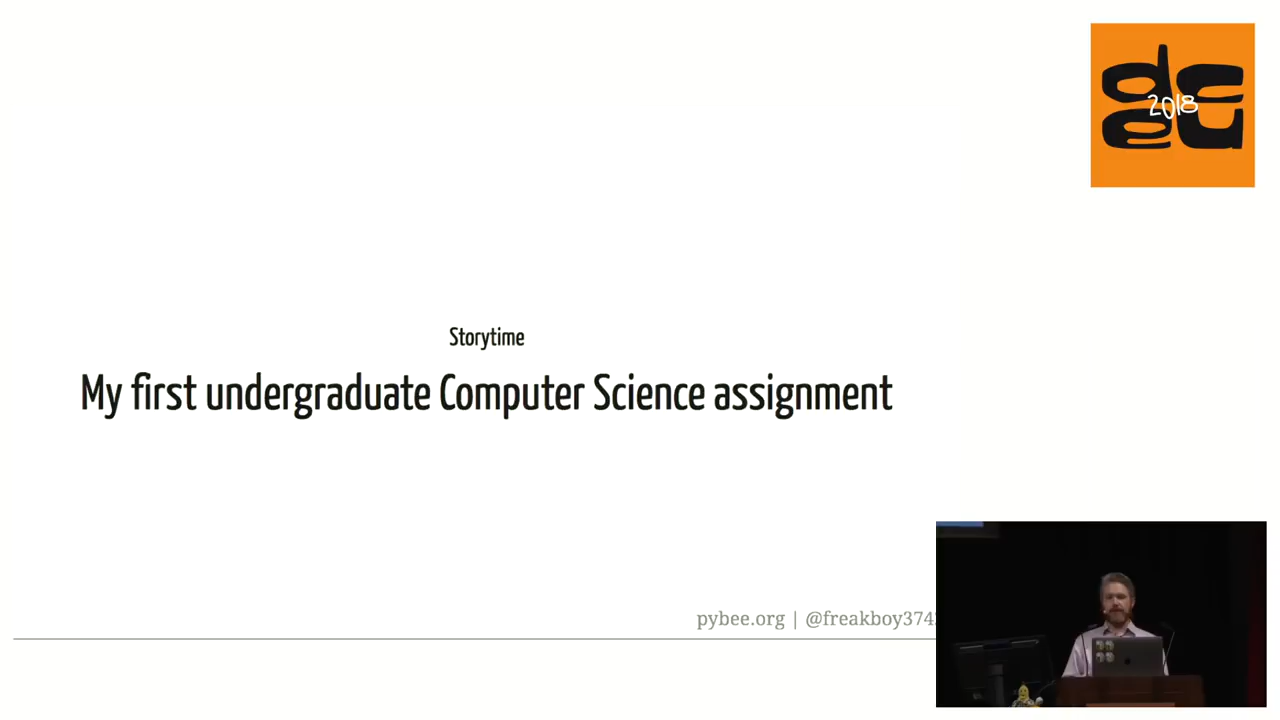 2018
Storytime
My first undergraduate Computer Science assignment
pybee.org | @freakboy374